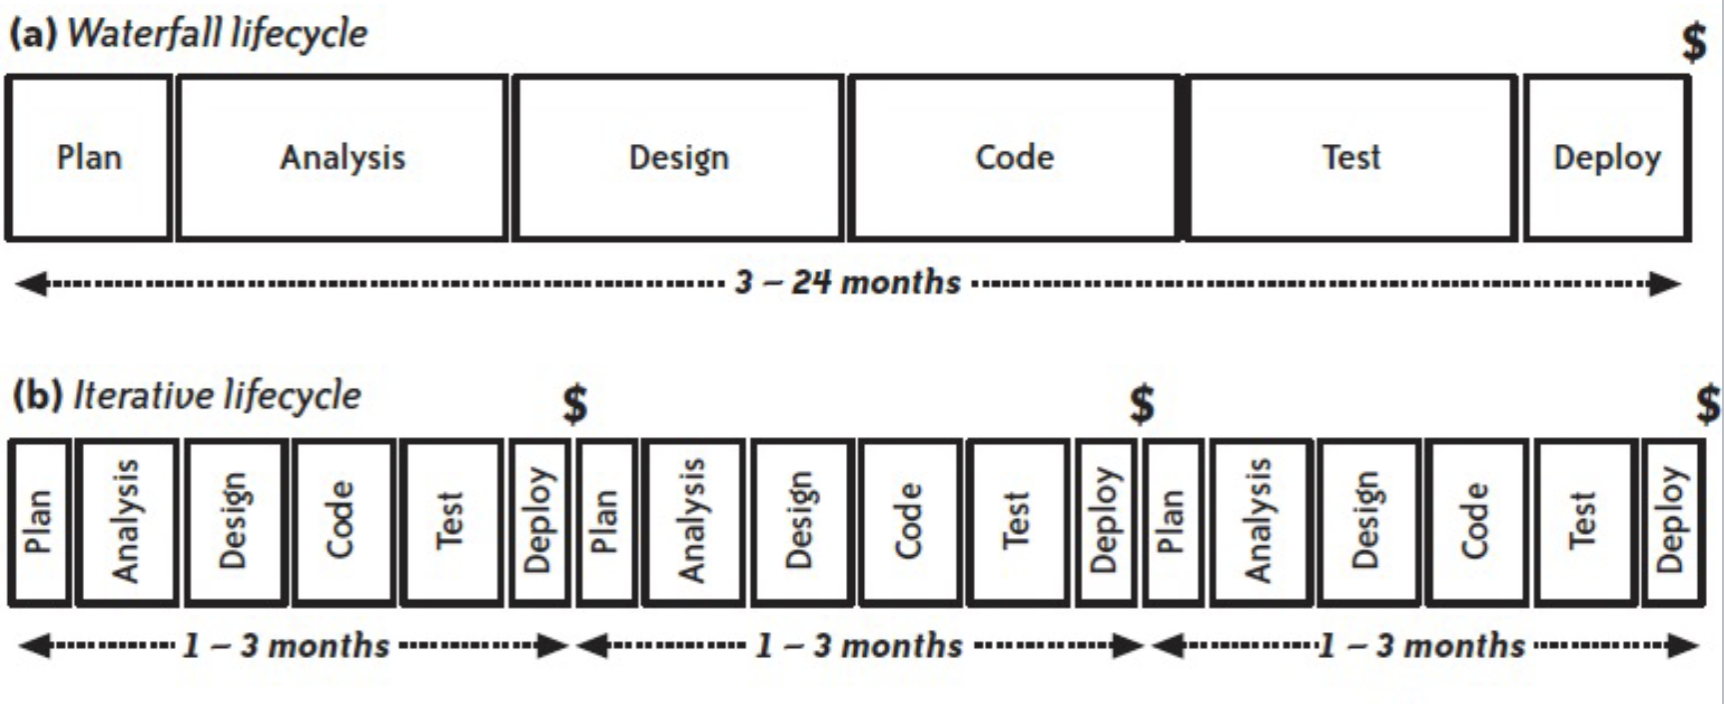 (a) Waterfall lifecycle
$
Plan Analysis Design Code Test Deploy
3 – 24 months
(b) Iterative lifecycle
$ $ $
Plan Analysis Design Code Test Deploy Plan Analysis Design Code Test Deploy Plan Analysis Design Code Test Deploy
1 – 3 months 1 – 3 months 1 – 3 months